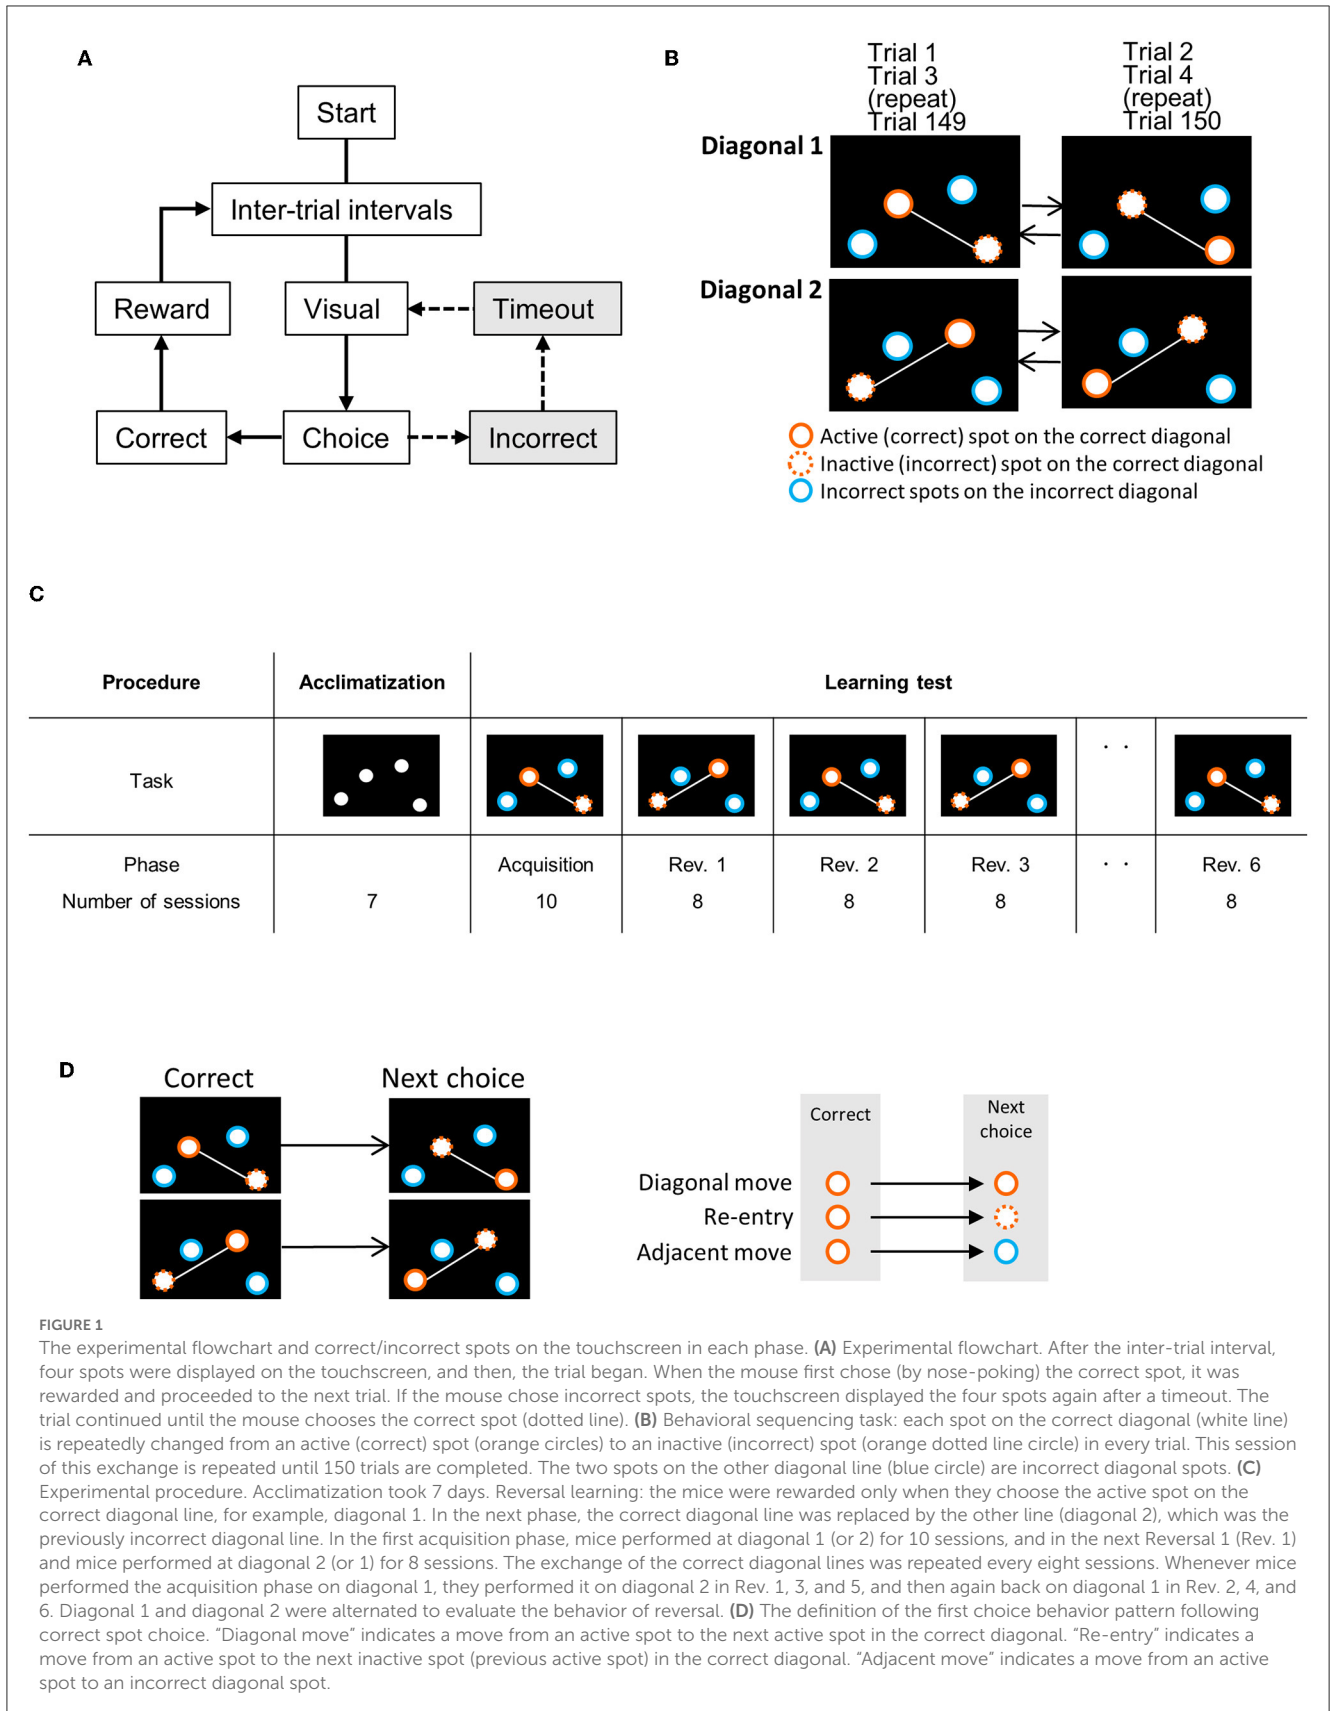 A
Start
Inter-trial intervals
Reward
Visual
Timeout
Correct
Choice
Incorrect
B
Trial 1
Trial 3
(repeat)
Trial 149
Trial 2
Trial 4
(repeat)
Trial 150
Diagonal 1
Diagonal 2
Active (correct) spot on the correct diagonal
Inactive (incorrect) spot on the correct diagonal
Incorrect spots on the incorrect diagonal
C
Procedure Acclimatization Learning test
Task . .
Phase Acquisition Rev. 1 Rev. 2 Rev. 3 . . Rev. 6
Number of sessions 7 10 8 8 8 8
D
Correct Next choice
Correct
Next
choice
Diagonal move
Re-entry
Adjacent move
FIGURE 1
The experimental flowchart and correct/incorrect spots on the touchscreen in each phase. (A) Experimental flowchart. After the inter-trial interval,
four spots were displayed on the touchscreen, and then, the trial began. When the mouse first chose (by nose-poking) the correct spot, it was
rewarded and proceeded to the next trial. If the mouse chose incorrect spots, the touchscreen displayed the four spots again after a timeout. The
trial continued until the mouse chooses the correct spot (dotted line). (B) Behavioral sequencing task: each spot on the correct diagonal (white line)
is repeatedly changed from an active (correct) spot (orange circles) to an inactive (incorrect) spot (orange dotted line circle) in every trial. This session
of this exchange is repeated until 150 trials are completed. The two spots on the other diagonal line (blue circle) are incorrect diagonal spots. (C)
Experimental procedure. Acclimatization took 7 days. Reversal learning: the mice were rewarded only when they choose the active spot on the
correct diagonal line, for example, diagonal 1. In the next phase, the correct diagonal line was replaced by the other line (diagonal 2), which was the
previously incorrect diagonal line. In the first acquisition phase, mice performed at diagonal 1 (or 2) for 10 sessions, and in the next Reversal 1 (Rev. 1)
and mice performed at diagonal 2 (or 1) for 8 sessions. The exchange of the correct diagonal lines was repeated every eight sessions. Whenever mice
performed the acquisition phase on diagonal 1, they performed it on diagonal 2 in Rev. 1, 3, and 5, and then again back on diagonal 1 in Rev. 2, 4, and
6. Diagonal 1 and diagonal 2 were alternated to evaluate the behavior of reversal. (D) The definition of the first choice behavior pattern following
correct spot choice. "Diagonal move" indicates a move from an active spot to the next active spot in the correct diagonal. "Re-entry" indicates a
move from an active spot to the next inactive spot (previous active spot) in the correct diagonal. "Adjacent move" indicates a move from an active
spot to an incorrect diagonal spot.